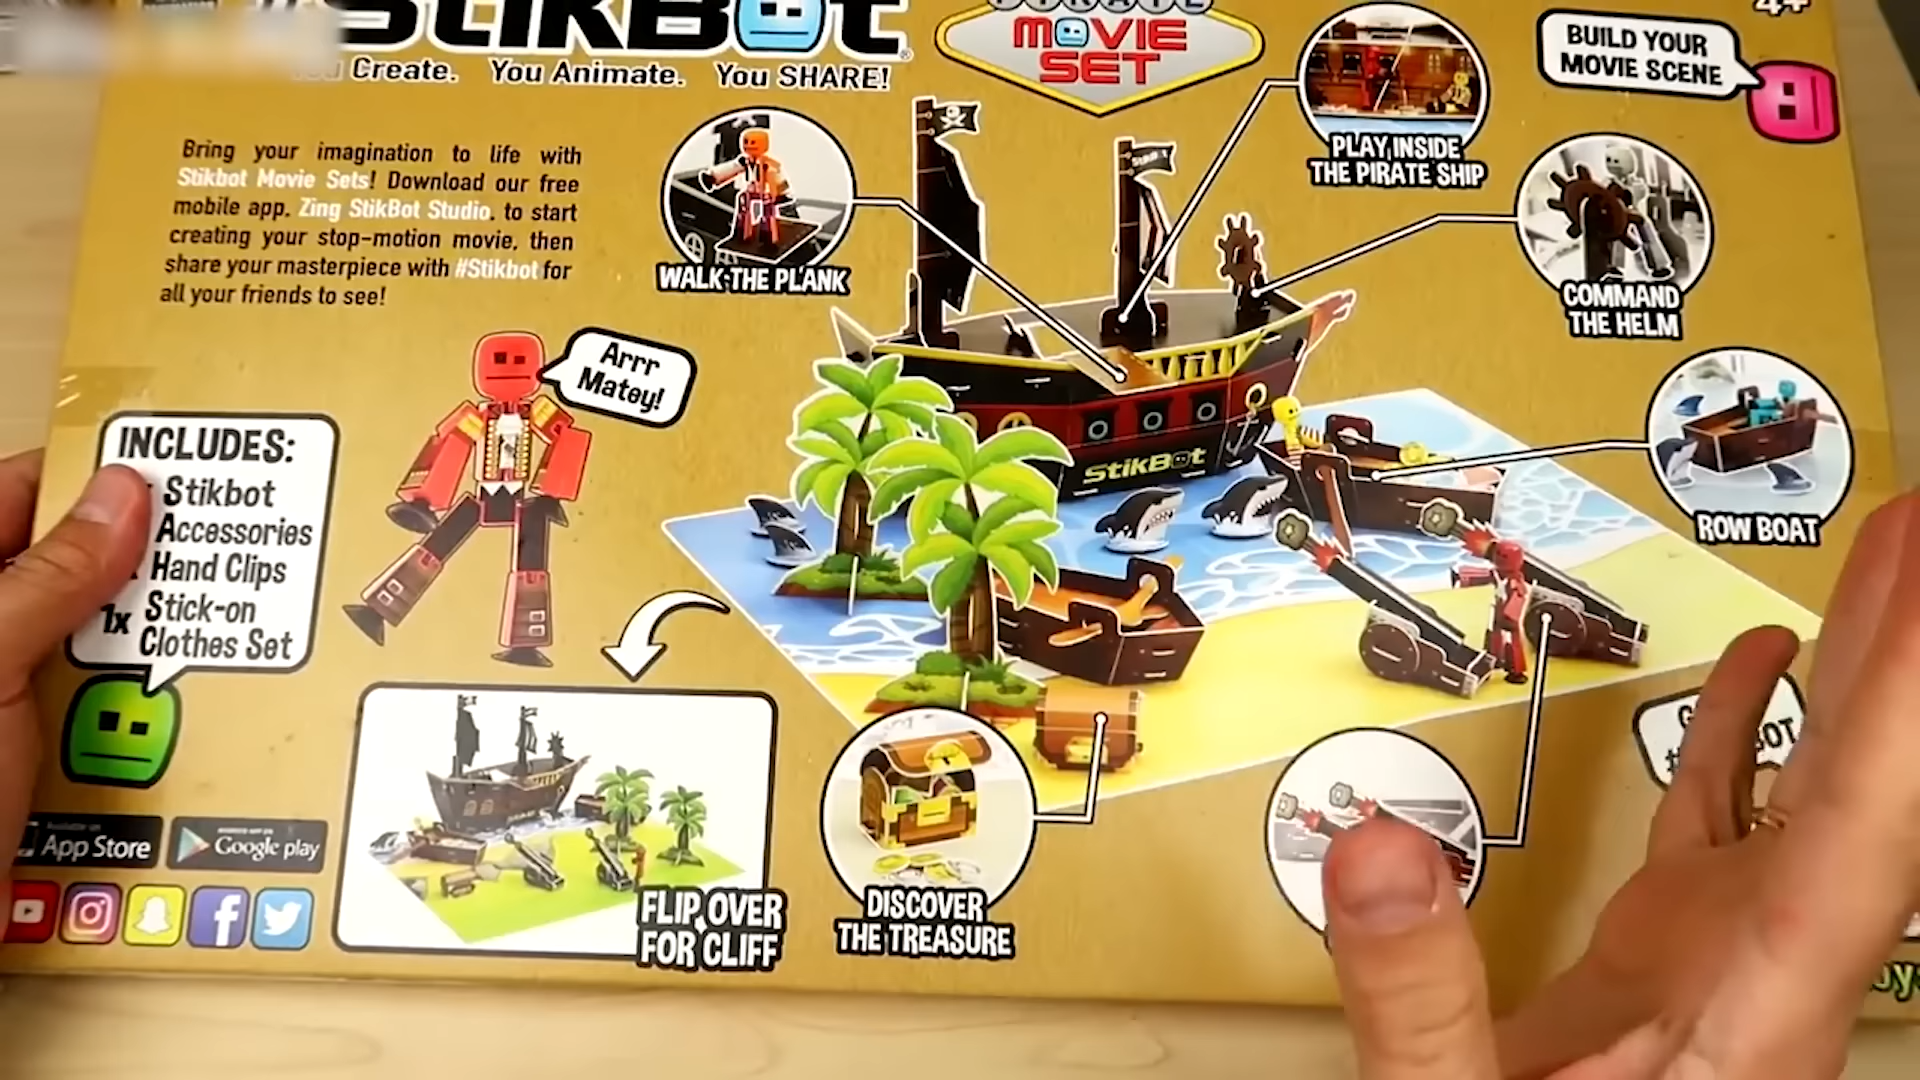 StikBot
MOVIE
SET
4+
Create. You Animate. You SHARE!
BUILD YOUR
MOVIE SCENE
Bring your imagination to life with
Stikbot Movie Sets! Download our free
mobile app, Zing StikBot Studio, to start
creating your stop-motion movie, then
share your masterpiece with #Stikbot for
all your friends to see!
WALK THE PLANK
PLAY INSIDE
THE PIRATE SHIP
COMMAND
THE HELM
Arrr
Matey!
ROW BOAT
StikBot
INCLUDES:
Stikbot
Accessories
Hand Clips
1x Stick-on
Clothes Set
App Store
Google play
FLIP OVER
FOR CLIFF
DISCOVER
THE TREASURE